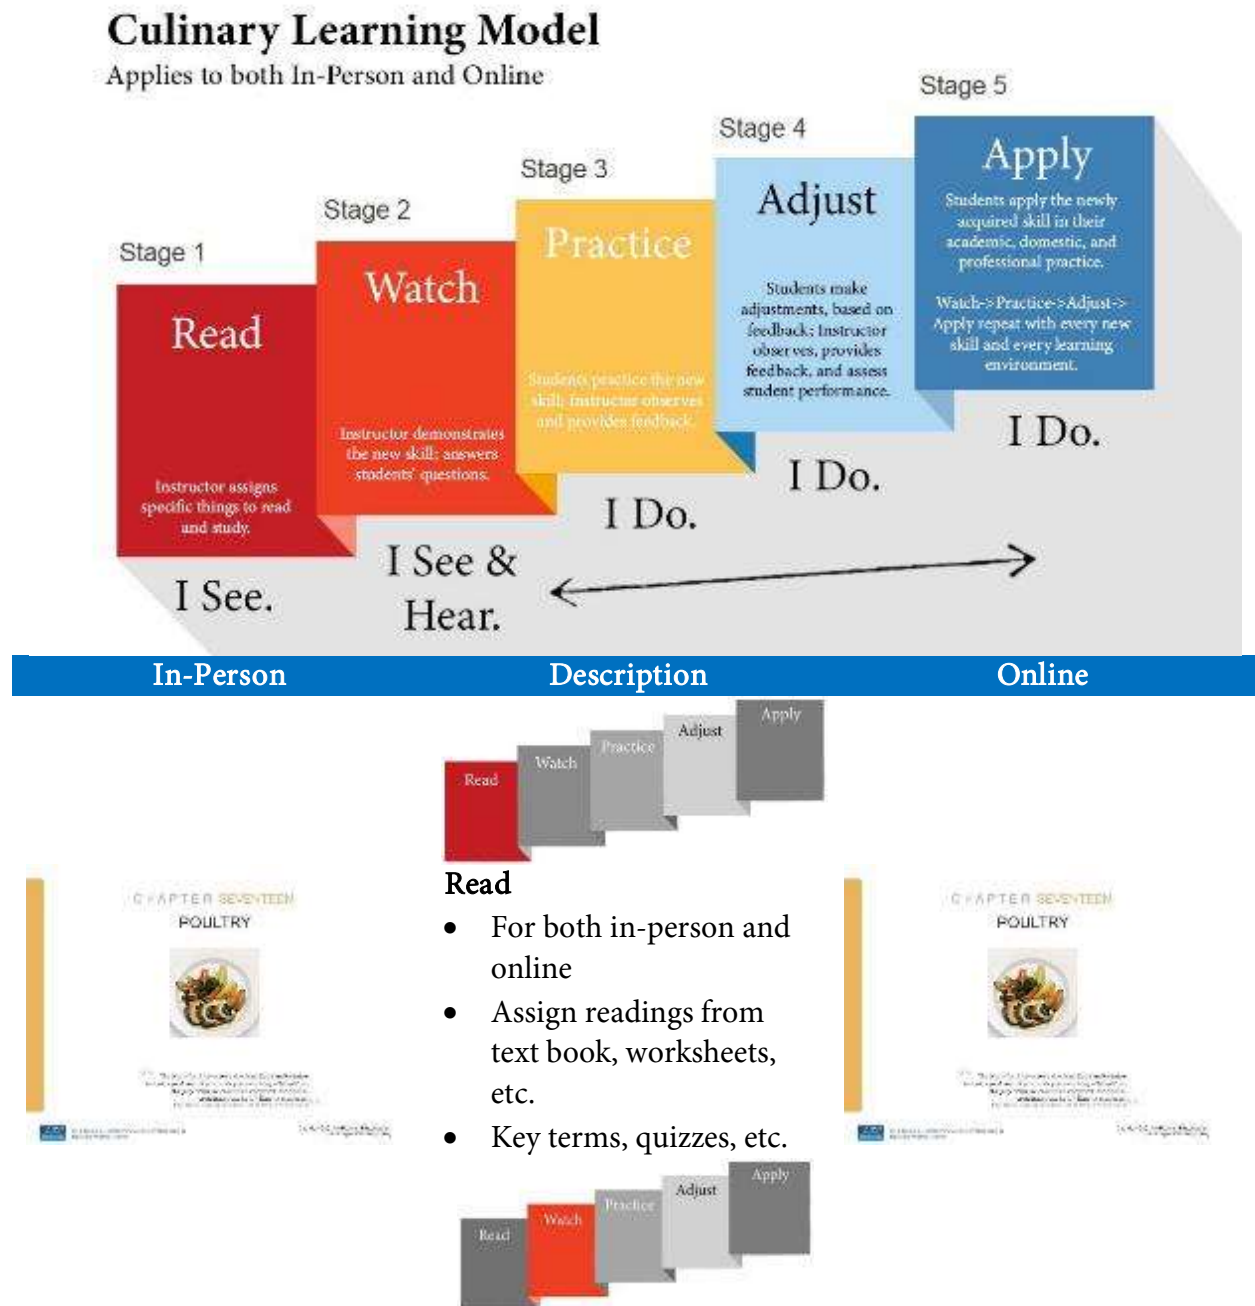 Culinary Learning Model
Applies to both In-Person and Online
Stage 1
Read
Instructor assigns
specific things to read
and study.
I See.
Stage 2
Watch
Instructor demonstrates
the new skill; answers
students' questions.
I See &
Hear.
Stage 3
Practice
Students practice the new
skill; Instructor observes
and provides feedback.
I Do.
Stage 4
Adjust
Students make
adjustments, based on
feedback; Instructor
observes, provides
feedback, and assess
student performance.
I Do.
Stage 5
Apply
Students apply the newly
acquired skill in their
academic, domestic, and
professional practice.
Watch->Practice->Adjust->
Apply repeat with every new
skill and every learning
environment.
I Do.
In-Person
Description
Online
CHAPTER SEVENTEEN
POULTRY
Read
Watch
Practice
Adjust
Apply
Read
• For both in-person and
online
• Assign readings from
text book, worksheets,
etc.
• Key terms, quizzes, etc.
CHAPTER SEVENTEEN
POULTRY
Read
Watch
Practice
Adjust
Apply